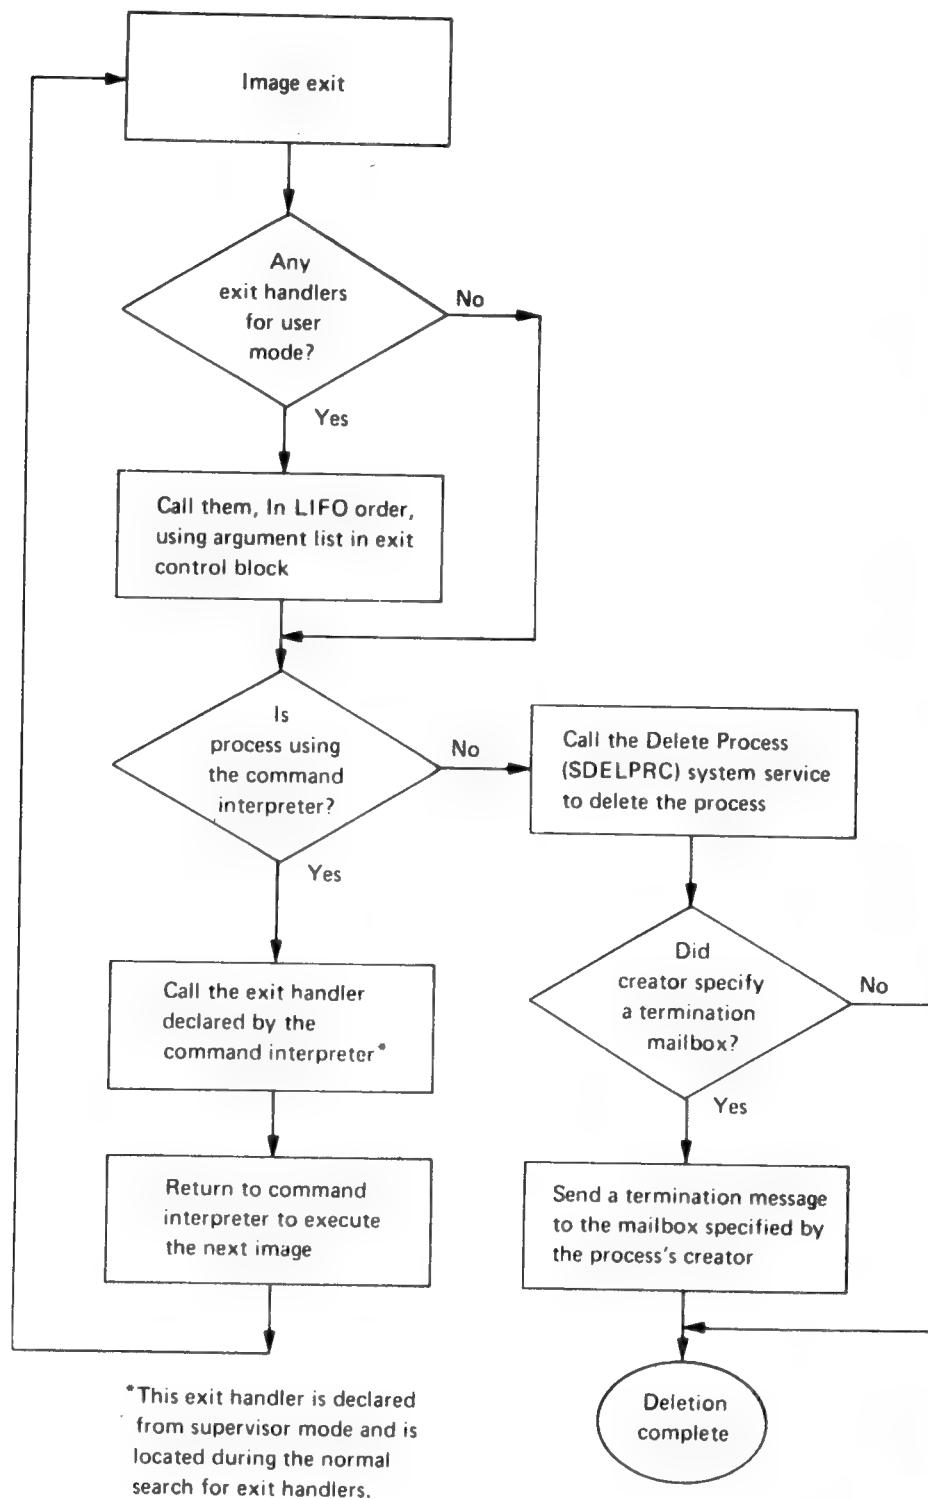 Image exit
Any
exit handlers
for user
mode?
No
Yes
Call them, In LIFO order,
using argument list in exit
control block
Is
process using
the command
interpreter?
No
Yes
Call the Delete Process
(SDELPRC) system service
to delete the process
Did
creator specify
a termination
mailbox?
No
Yes
Call the exit handler
declared by the
command interpreter*
Return to command
interpreter to execute
the next image
Send a termination message
to the mailbox specified by
the process's creator
Deletion
complete
*This exit handler is declared
from supervisor mode and is
located during the normal
search for exit handlers.